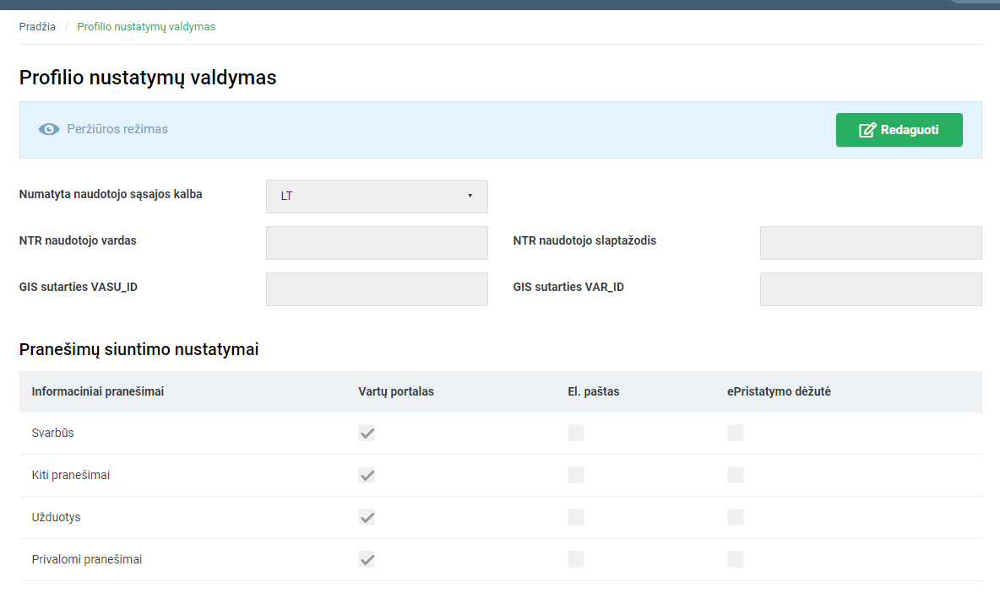 Pradžia / Profilio nustatymų valdymas
Profilio nustatymų valdymas
Peržiūros režimas
Redaguoti
Numatyta naudotojo sąsajos kalba LT
NTR naudotojo vardas NTR naudotojo slaptažodis
GIS sutarties VASU_ID GIS sutarties VAR_ID
Pranešimų siuntimo nustatymai
Informaciniai pranešimai Vartų portalas El. paštas ePristatymo dėžutė
Svarbūs
Kiti pranešimai
Užduotys
Privalomi pranešimai